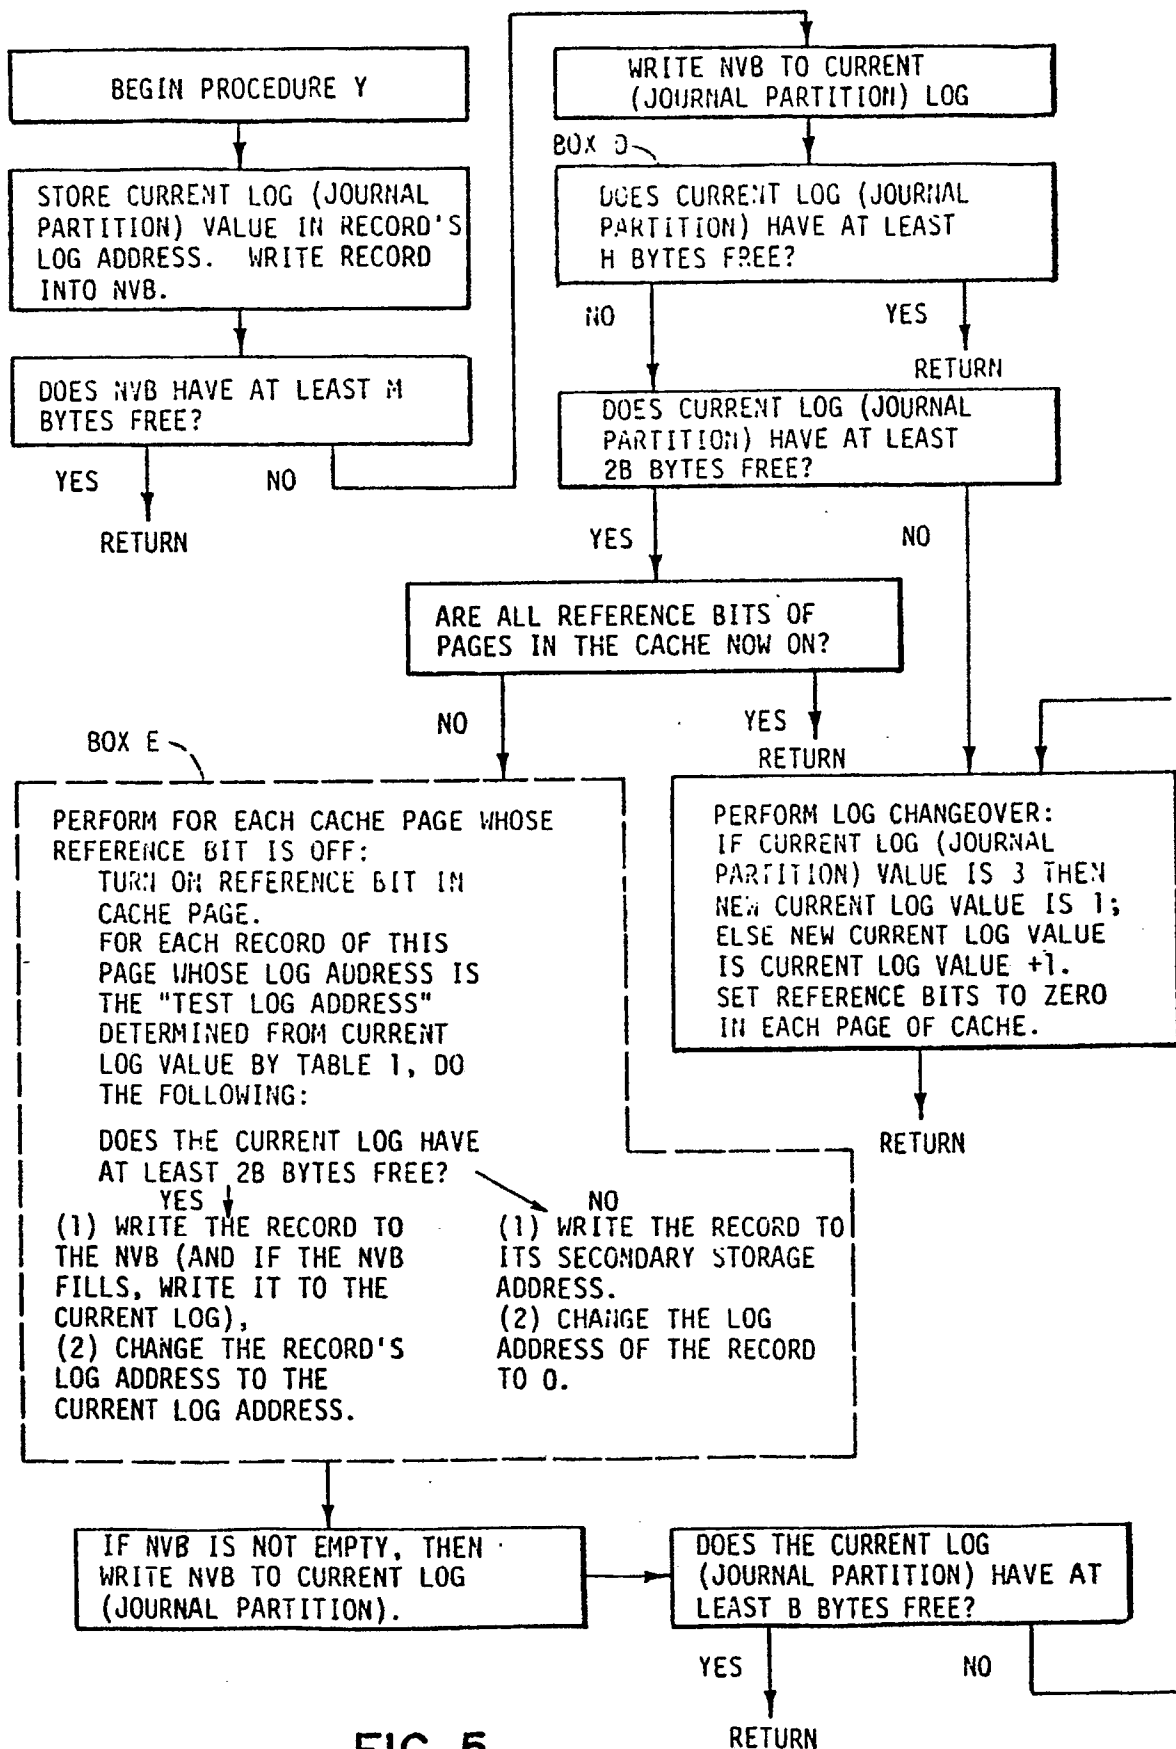 BEGIN PROCEDURE Y
STORE CURRENT LOG (JOURNAL
PARTITION) VALUE IN RECORD'S
LOG ADDRESS. WRITE RECORD
INTO NVB.
DOES NVB HAVE AT LEAST M
BYTES FREE?
YES
NO
RETURN
WRITE NVB TO CURRENT
(JOURNAL PARTITION) LOG
BOX D
DOES CURRENT LOG (JOURNAL
PARTITION) HAVE AT LEAST
H BYTES FREE?
NO
YES
RETURN
DOES CURRENT LOG (JOURNAL
PARTITION) HAVE AT LEAST
2B BYTES FREE?
YES
NO
ARE ALL REFERENCE BITS OF
PAGES IN THE CACHE NOW ON?
NO
YES
RETURN
BOX E
PERFORM FOR EACH CACHE PAGE WHOSE
REFERENCE BIT IS OFF:
TURN ON REFERENCE BIT IN
CACHE PAGE.
FOR EACH RECORD OF THIS
PAGE WHOSE LOG ADDRESS IS
THE "TEST LOG ADDRESS"
DETERMINED FROM CURRENT
LOG VALUE BY TABLE 1, DO
THE FOLLOWING:
DOES THE CURRENT LOG HAVE
AT LEAST 2B BYTES FREE?
YES
(1) WRITE THE RECORD TO
THE NVB (AND IF THE NVB
FILLS, WRITE IT TO THE
CURRENT LOG),
(2) CHANGE THE RECORD'S
LOG ADDRESS TO THE
CURRENT LOG ADDRESS.
NO
(1) WRITE THE RECORD TO
ITS SECONDARY STORAGE
ADDRESS.
(2) CHANGE THE LOG
ADDRESS OF THE RECORD
TO 0.
PERFORM LOG CHANGEOVER:
IF CURRENT LOG (JOURNAL
PARTITION) VALUE IS 3 THEN
NEW CURRENT LOG VALUE IS 1;
ELSE NEW CURRENT LOG VALUE
IS CURRENT LOG VALUE +1.
SET REFERENCE BITS TO ZERO
IN EACH PAGE OF CACHE.
RETURN
IF NVB IS NOT EMPTY, THEN
WRITE NVB TO CURRENT LOG
(JOURNAL PARTITION).
DOES THE CURRENT LOG
(JOURNAL PARTITION) HAVE AT
LEAST B BYTES FREE?
YES
NO
RETURN
FIG. 5